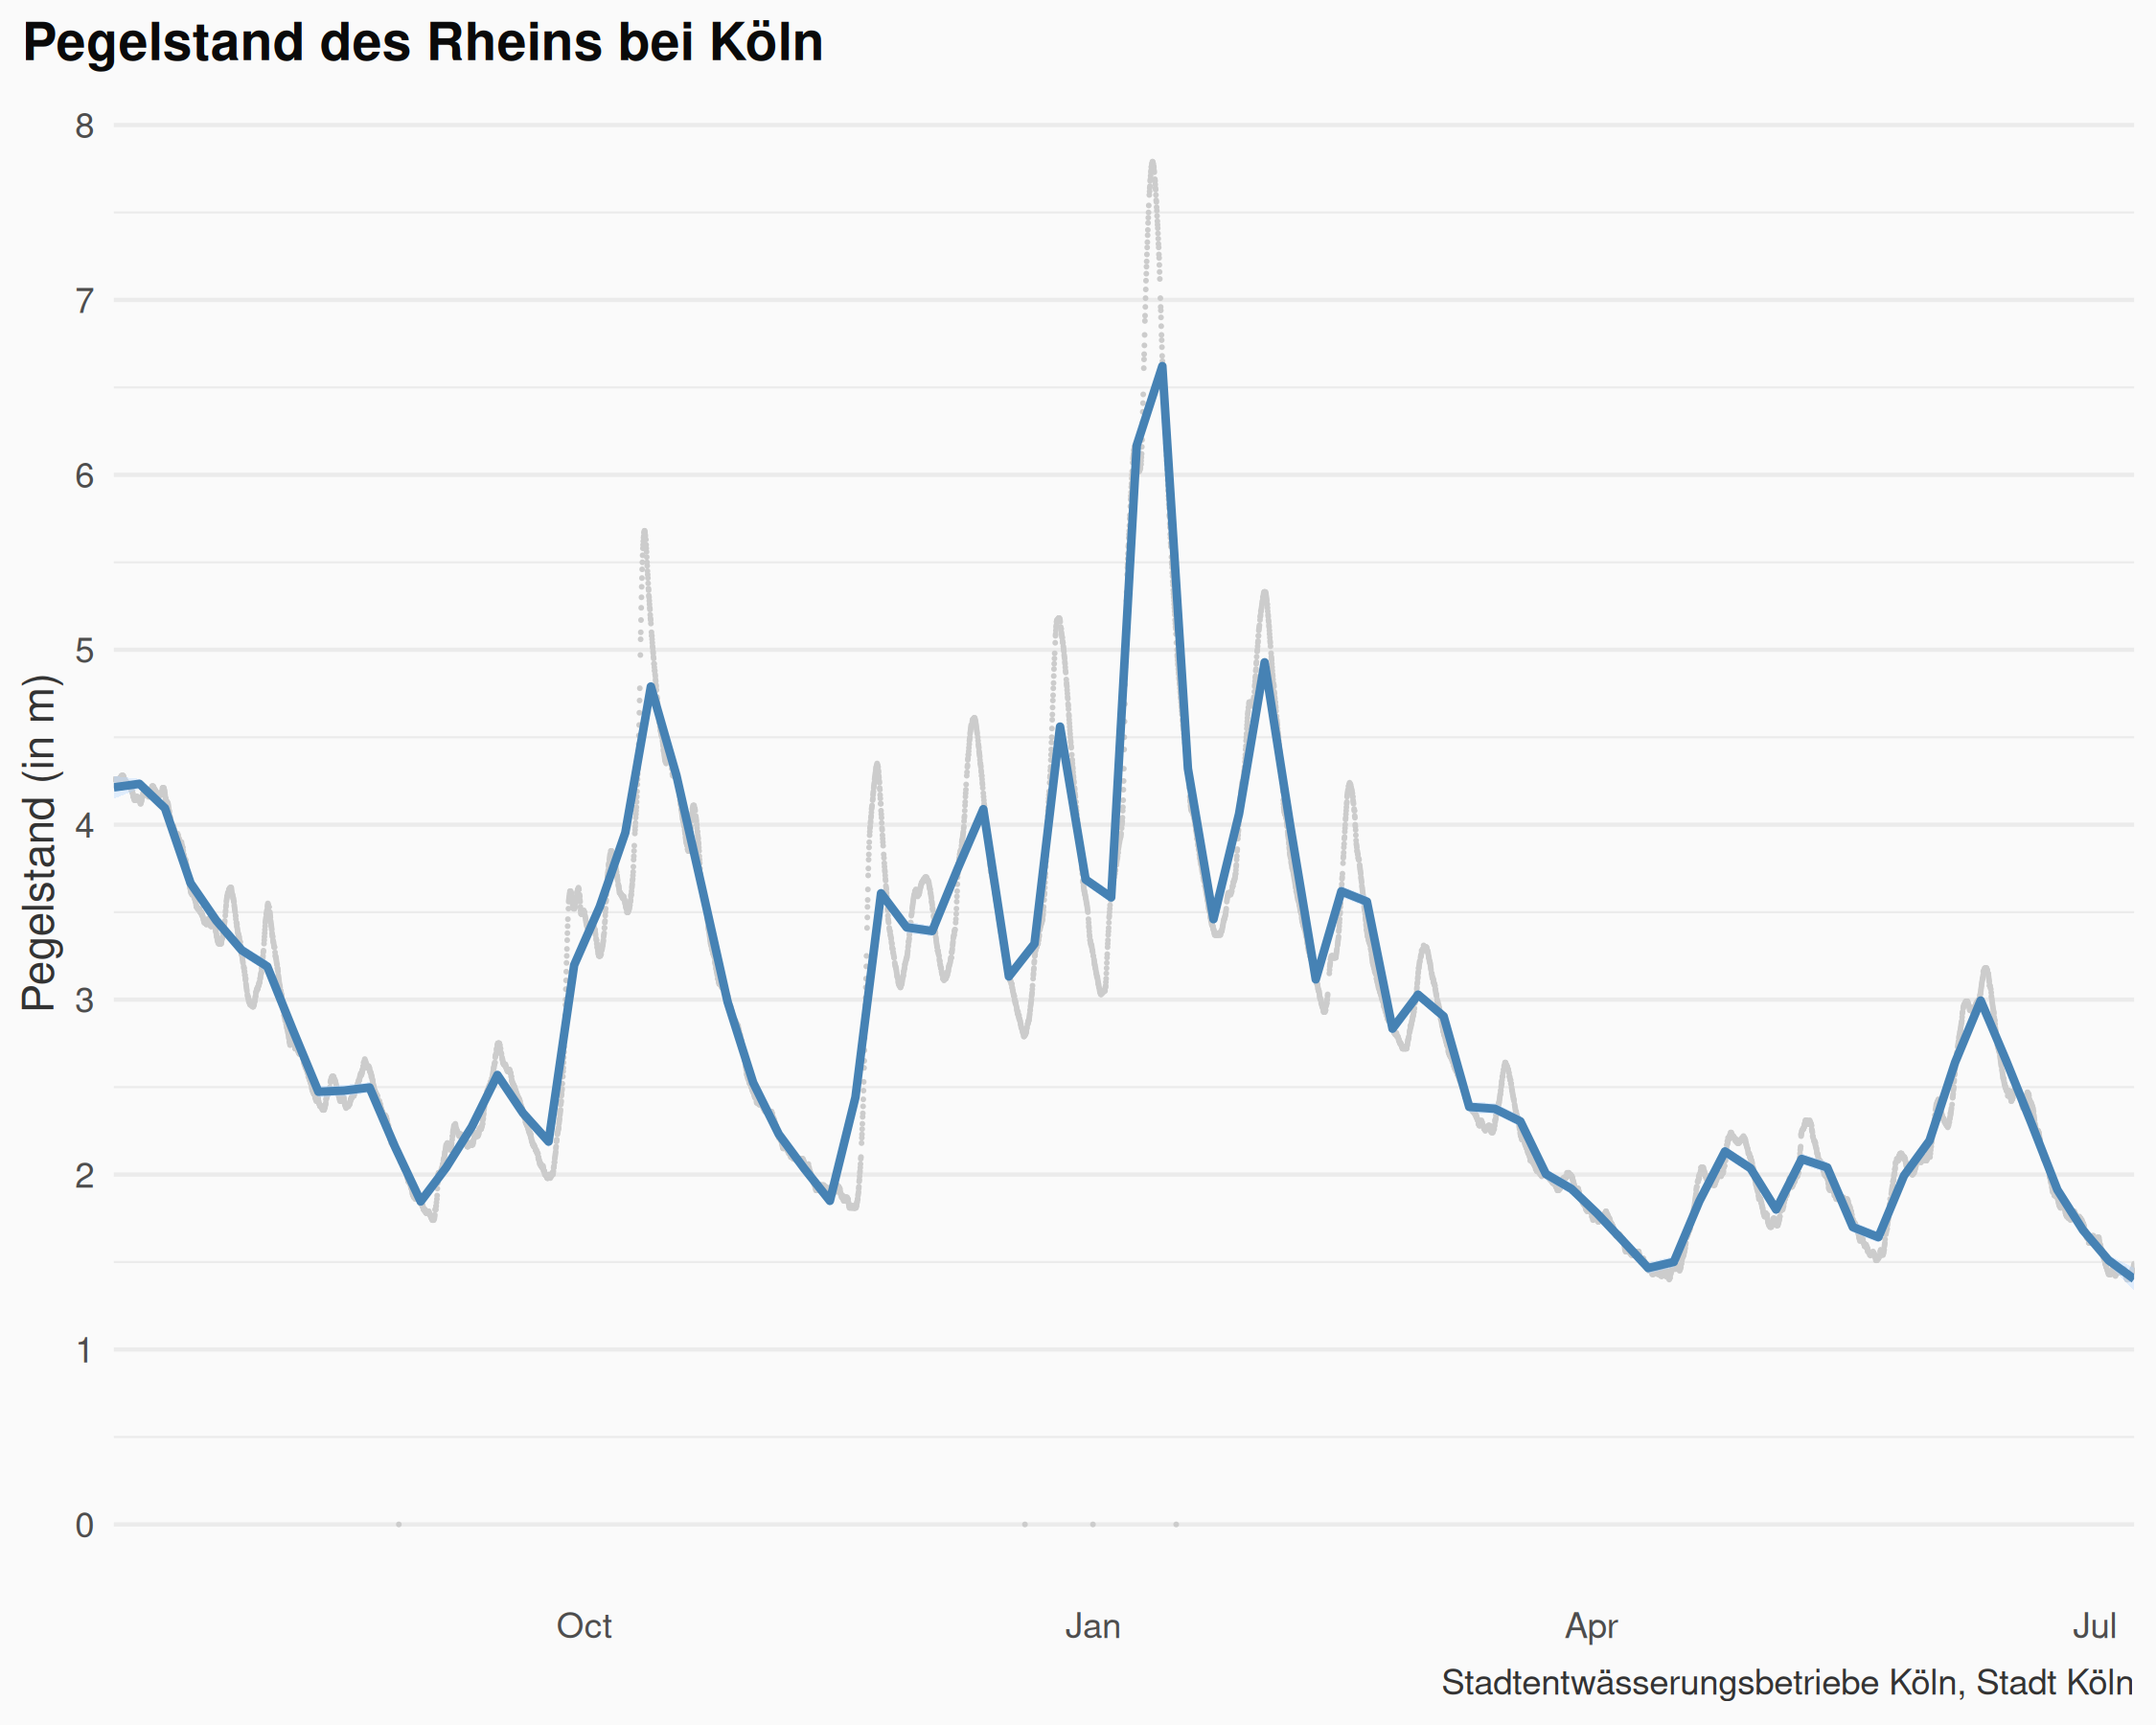 Pegelstand des Rheins bei Köln
Pegelstand (in m)
8
7
6
5
4
3
2
1
0
Oct Jan Apr Jul
Stadtentwässerungsbetriebe Köln, Stadt Köln